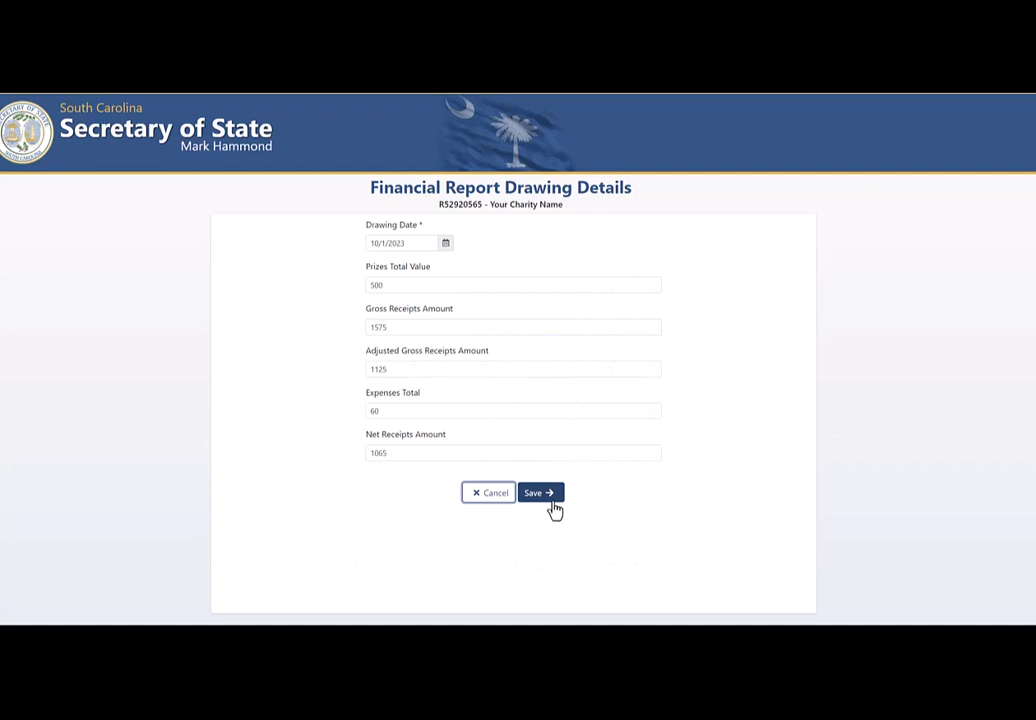 South Carolina
Secretary of State
Mark Hammond
Financial Report Drawing Details
R52920565 - Your Charity Name
Drawing Date *
10/1/2023
Prizes Total Value
500
Gross Receipts Amount
1575
Adjusted Gross Receipts Amount
1125
Expenses Total
60
Net Receipts Amount
1065
Cancel
Save